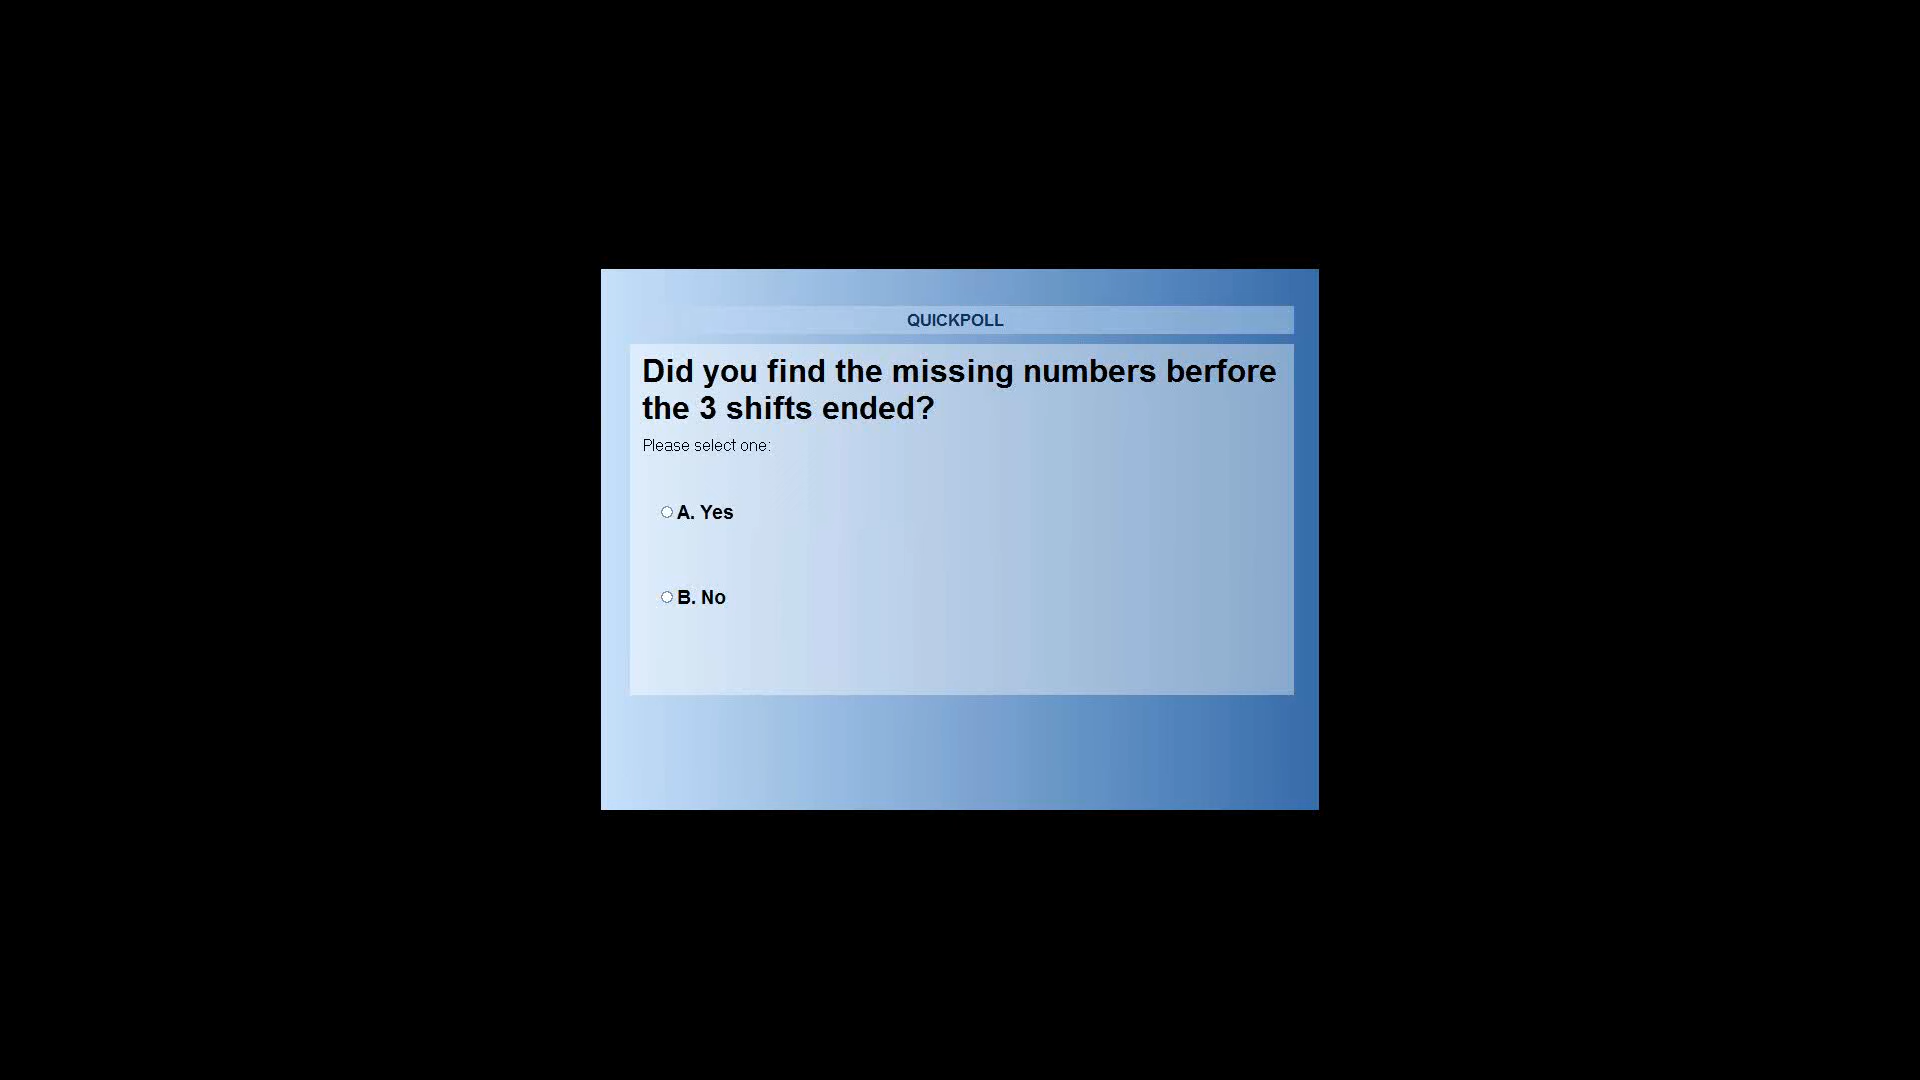 QUICKPOLL
Did you find the missing numbers berfore
the 3 shifts ended?
Please select one:
A. Yes
B. No